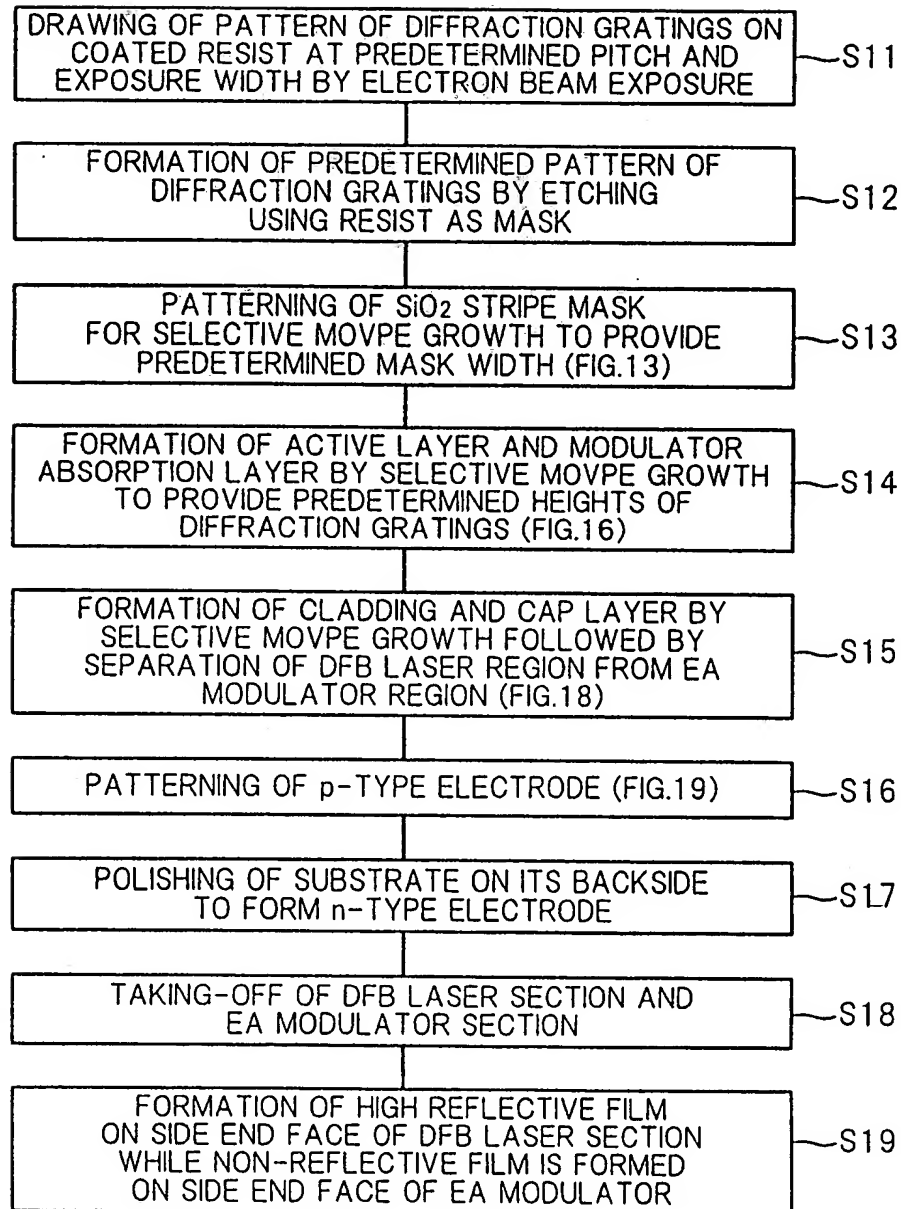 DRAWING OF PATTERN OF DIFFRACTION GRATINGS ON
COATED RESIST AT PREDETERMINED PITCH AND
EXPOSURE WIDTH BY ELECTRON BEAM EXPOSURE
S11
FORMATION OF PREDETERMINED PATTERN OF
DIFFRACTION GRATINGS BY ETCHING
USING RESIST AS MASK
S12
PATTERNING OF SiO2 STRIPE MASK
FOR SELECTIVE MOVPE GROWTH TO PROVIDE
PREDETERMINED MASK WIDTH (FIG.13)
S13
FORMATION OF ACTIVE LAYER AND MODULATOR
ABSORPTION LAYER BY SELECTIVE MOVPE GROWTH
TO PROVIDE PREDETERMINED HEIGHTS OF
DIFFRACTION GRATINGS (FIG.16)
S14
FORMATION OF CLADDING AND CAP LAYER BY
SELECTIVE MOVPE GROWTH FOLLOWED BY
SEPARATION OF DFB LASER REGION FROM EA
MODULATOR REGION (FIG.18)
S15
PATTERNING OF p-TYPE ELECTRODE (FIG.19)
S16
POLISHING OF SUBSTRATE ON ITS BACKSIDE
TO FORM n-TYPE ELECTRODE
S17
TAKING-OFF OF DFB LASER SECTION AND
EA MODULATOR SECTION
S18
FORMATION OF HIGH REFLECTIVE FILM
ON SIDE END FACE OF DFB LASER SECTION
WHILE NON-REFLECTIVE FILM IS FORMED
ON SIDE END FACE OF EA MODULATOR
S19